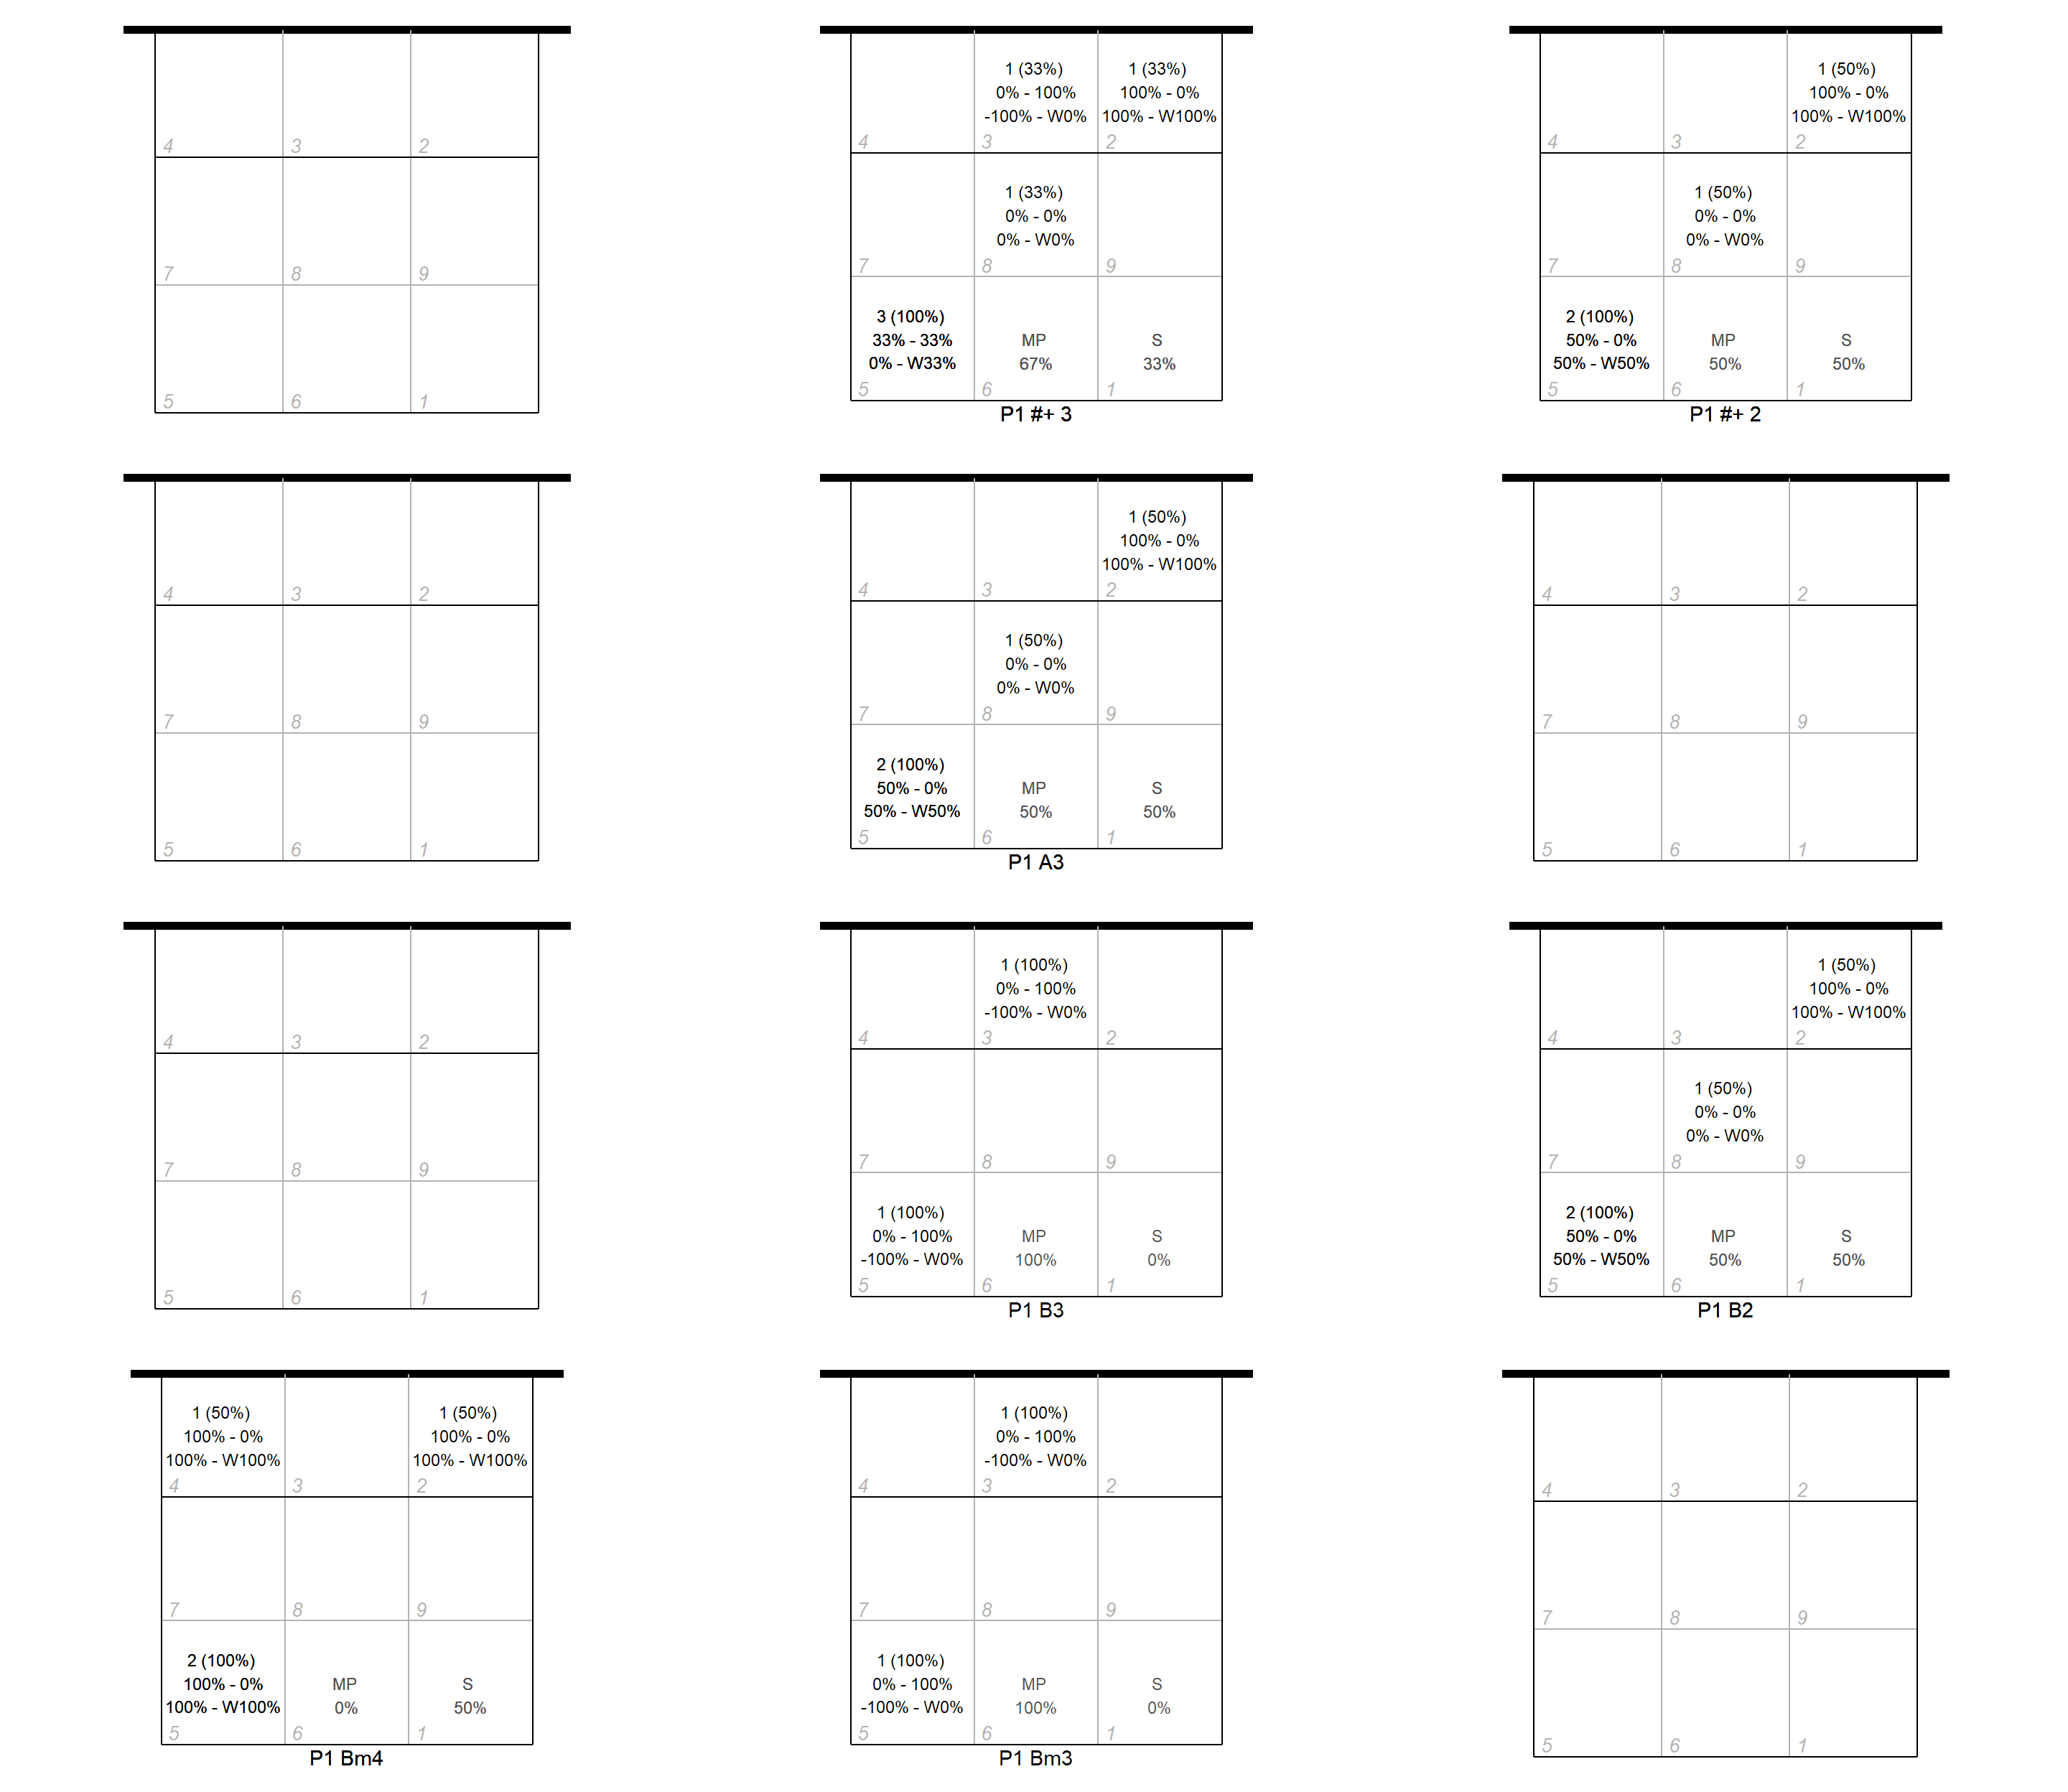 4 3 2
7 8 9
5 6 1
1 (33%) 1 (33%)
0% - 100% 100% - 0%
-100% - W0% 100% - W100%
4 3 2
1 (33%)
0% - 0%
0% - W0%
7 8 9
3 (100%)
33% - 33% MP S
0% - W33% 67% 33%
5 6 1
P1 #+ 3
1 (50%)
100% - 0%
100% - W100%
4 3 2
1 (50%)
0% - 0%
0% - W0%
7 8 9
2 (100%)
50% - 0% MP S
50% - W50% 50% 50%
5 6 1
P1 #+ 2
4 3 2
7 8 9
5 6 1
1 (50%)
100% - 0%
100% - W100%
4 3 2
1 (50%)
0% - 0%
0% - W0%
7 8 9
2 (100%)
50% - 0% MP S
50% - W50% 50% 50%
5 6 1
P1 A3
4 3 2
7 8 9
5 6 1
4 3 2
7 8 9
5 6 1
1 (100%)
0% - 100%
-100% - W0%
4 3 2
7 8 9
1 (100%)
0% - 100% MP S
-100% - W0% 100% 0%
5 6 1
P1 B3
1 (50%)
100% - 0%
100% - W100%
4 3 2
1 (50%)
0% - 0%
0% - W0%
7 8 9
2 (100%)
50% - 0% MP S
50% - W50% 50% 50%
5 6 1
P1 B2
1 (50%) 1 (50%)
100% - 0% 100% - 0%
100% - W100% 100% - W100%
4 3 2
7 8 9
2 (100%)
100% - 0% MP S
100% - W100% 0% 50%
5 6 1
P1 Bm4
1 (100%)
0% - 100%
-100% - W0%
4 3 2
7 8 9
1 (100%)
0% - 100% MP S
-100% - W0% 100% 0%
5 6 1
P1 Bm3
4 3 2
7 8 9
5 6 1